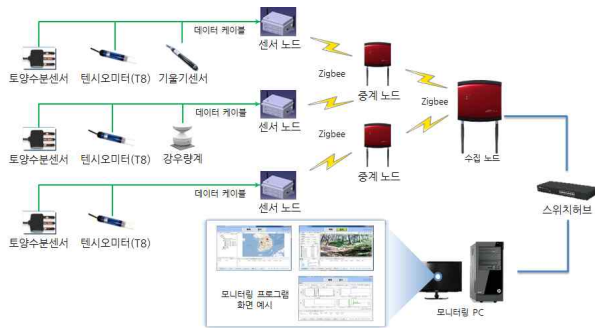 데이터 케이블
센서 노드
토양수분센서 텐시오미터(T8) 기울기센서
Zigbee
중계 노드
데이터 케이블
센서 노드
Zigbee
Zigbee
토양수분센서 텐시오미터(T8) 강우량계
수집 노드
데이터 케이블
센서 노드
중계 노드
토양수분센서 텐시오미터(T8)
스위치허브
모니터링 프로그램
화면 예시
모니터링 PC